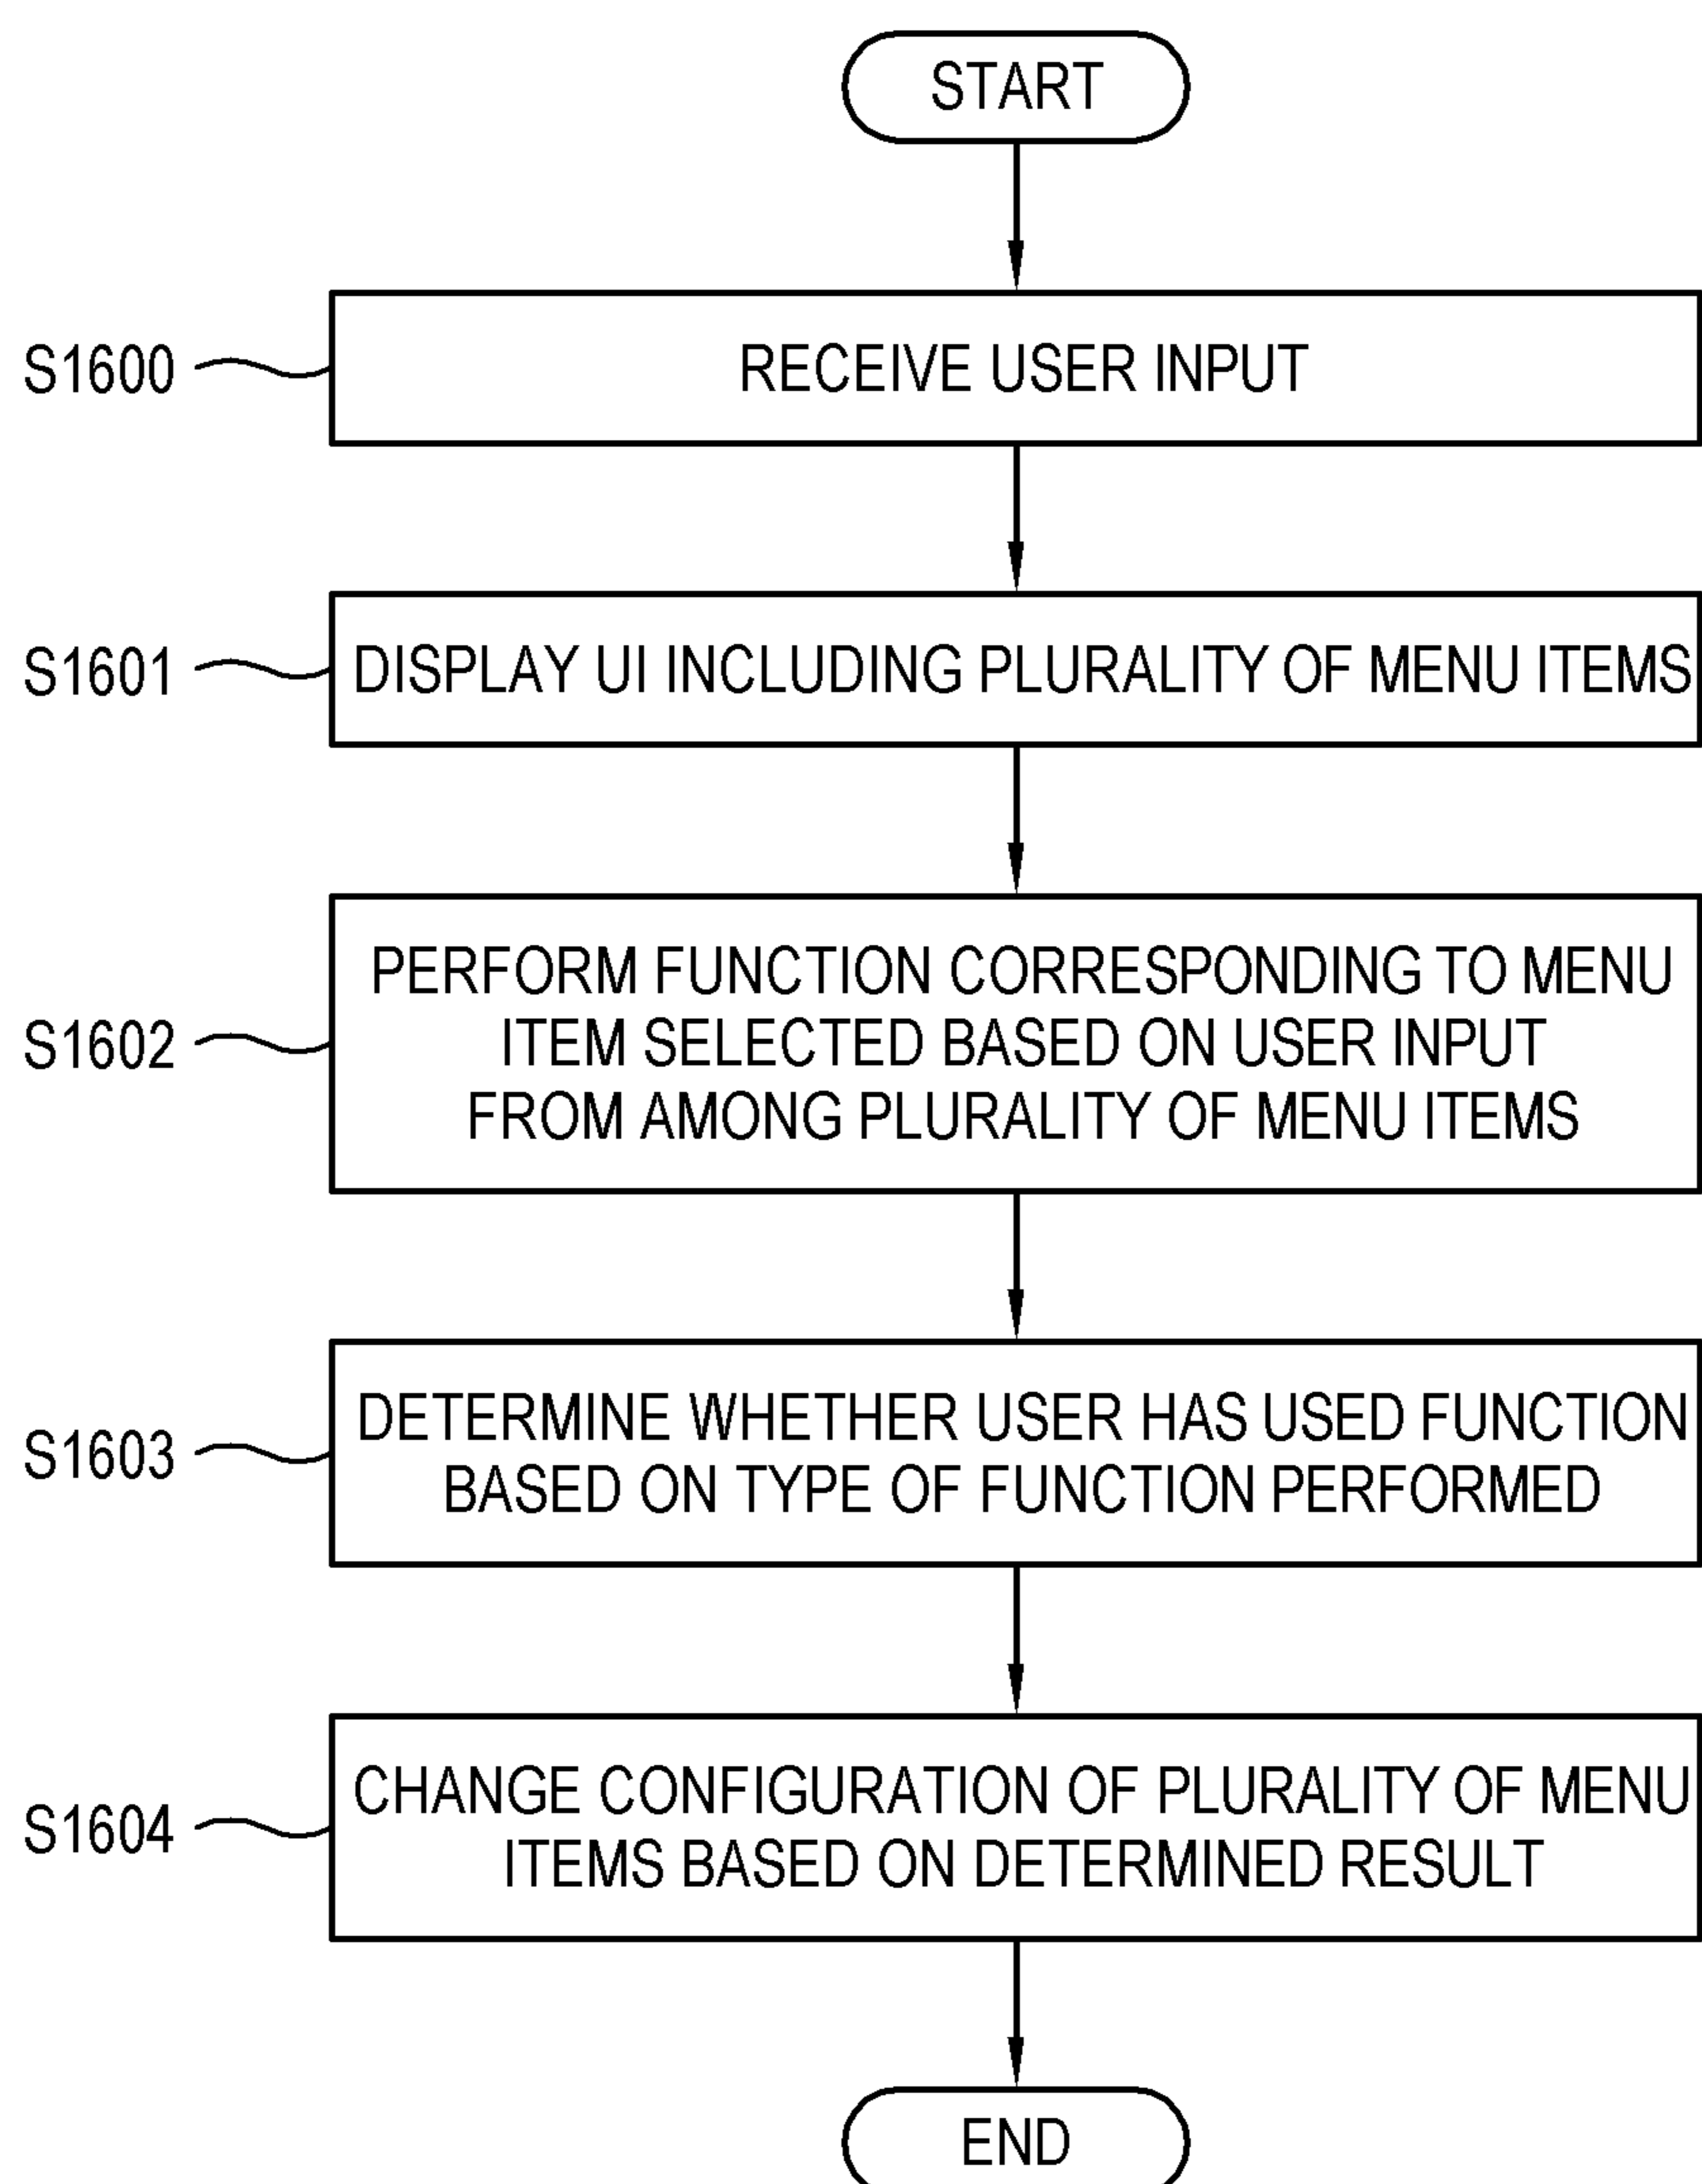 START
S1600
RECEIVE USER INPUT
S1601
DISPLAY UI INCLUDING PLURALITY OF MENU ITEMS
S1602
PERFORM FUNCTION CORRESPONDING TO MENU
ITEM SELECTED BASED ON USER INPUT
FROM AMONG PLURALITY OF MENU ITEMS
S1603
DETERMINE WHETHER USER HAS USED FUNCTION
BASED ON TYPE OF FUNCTION PERFORMED
S1604
CHANGE CONFIGURATION OF PLURALITY OF MENU
ITEMS BASED ON DETERMINED RESULT
END